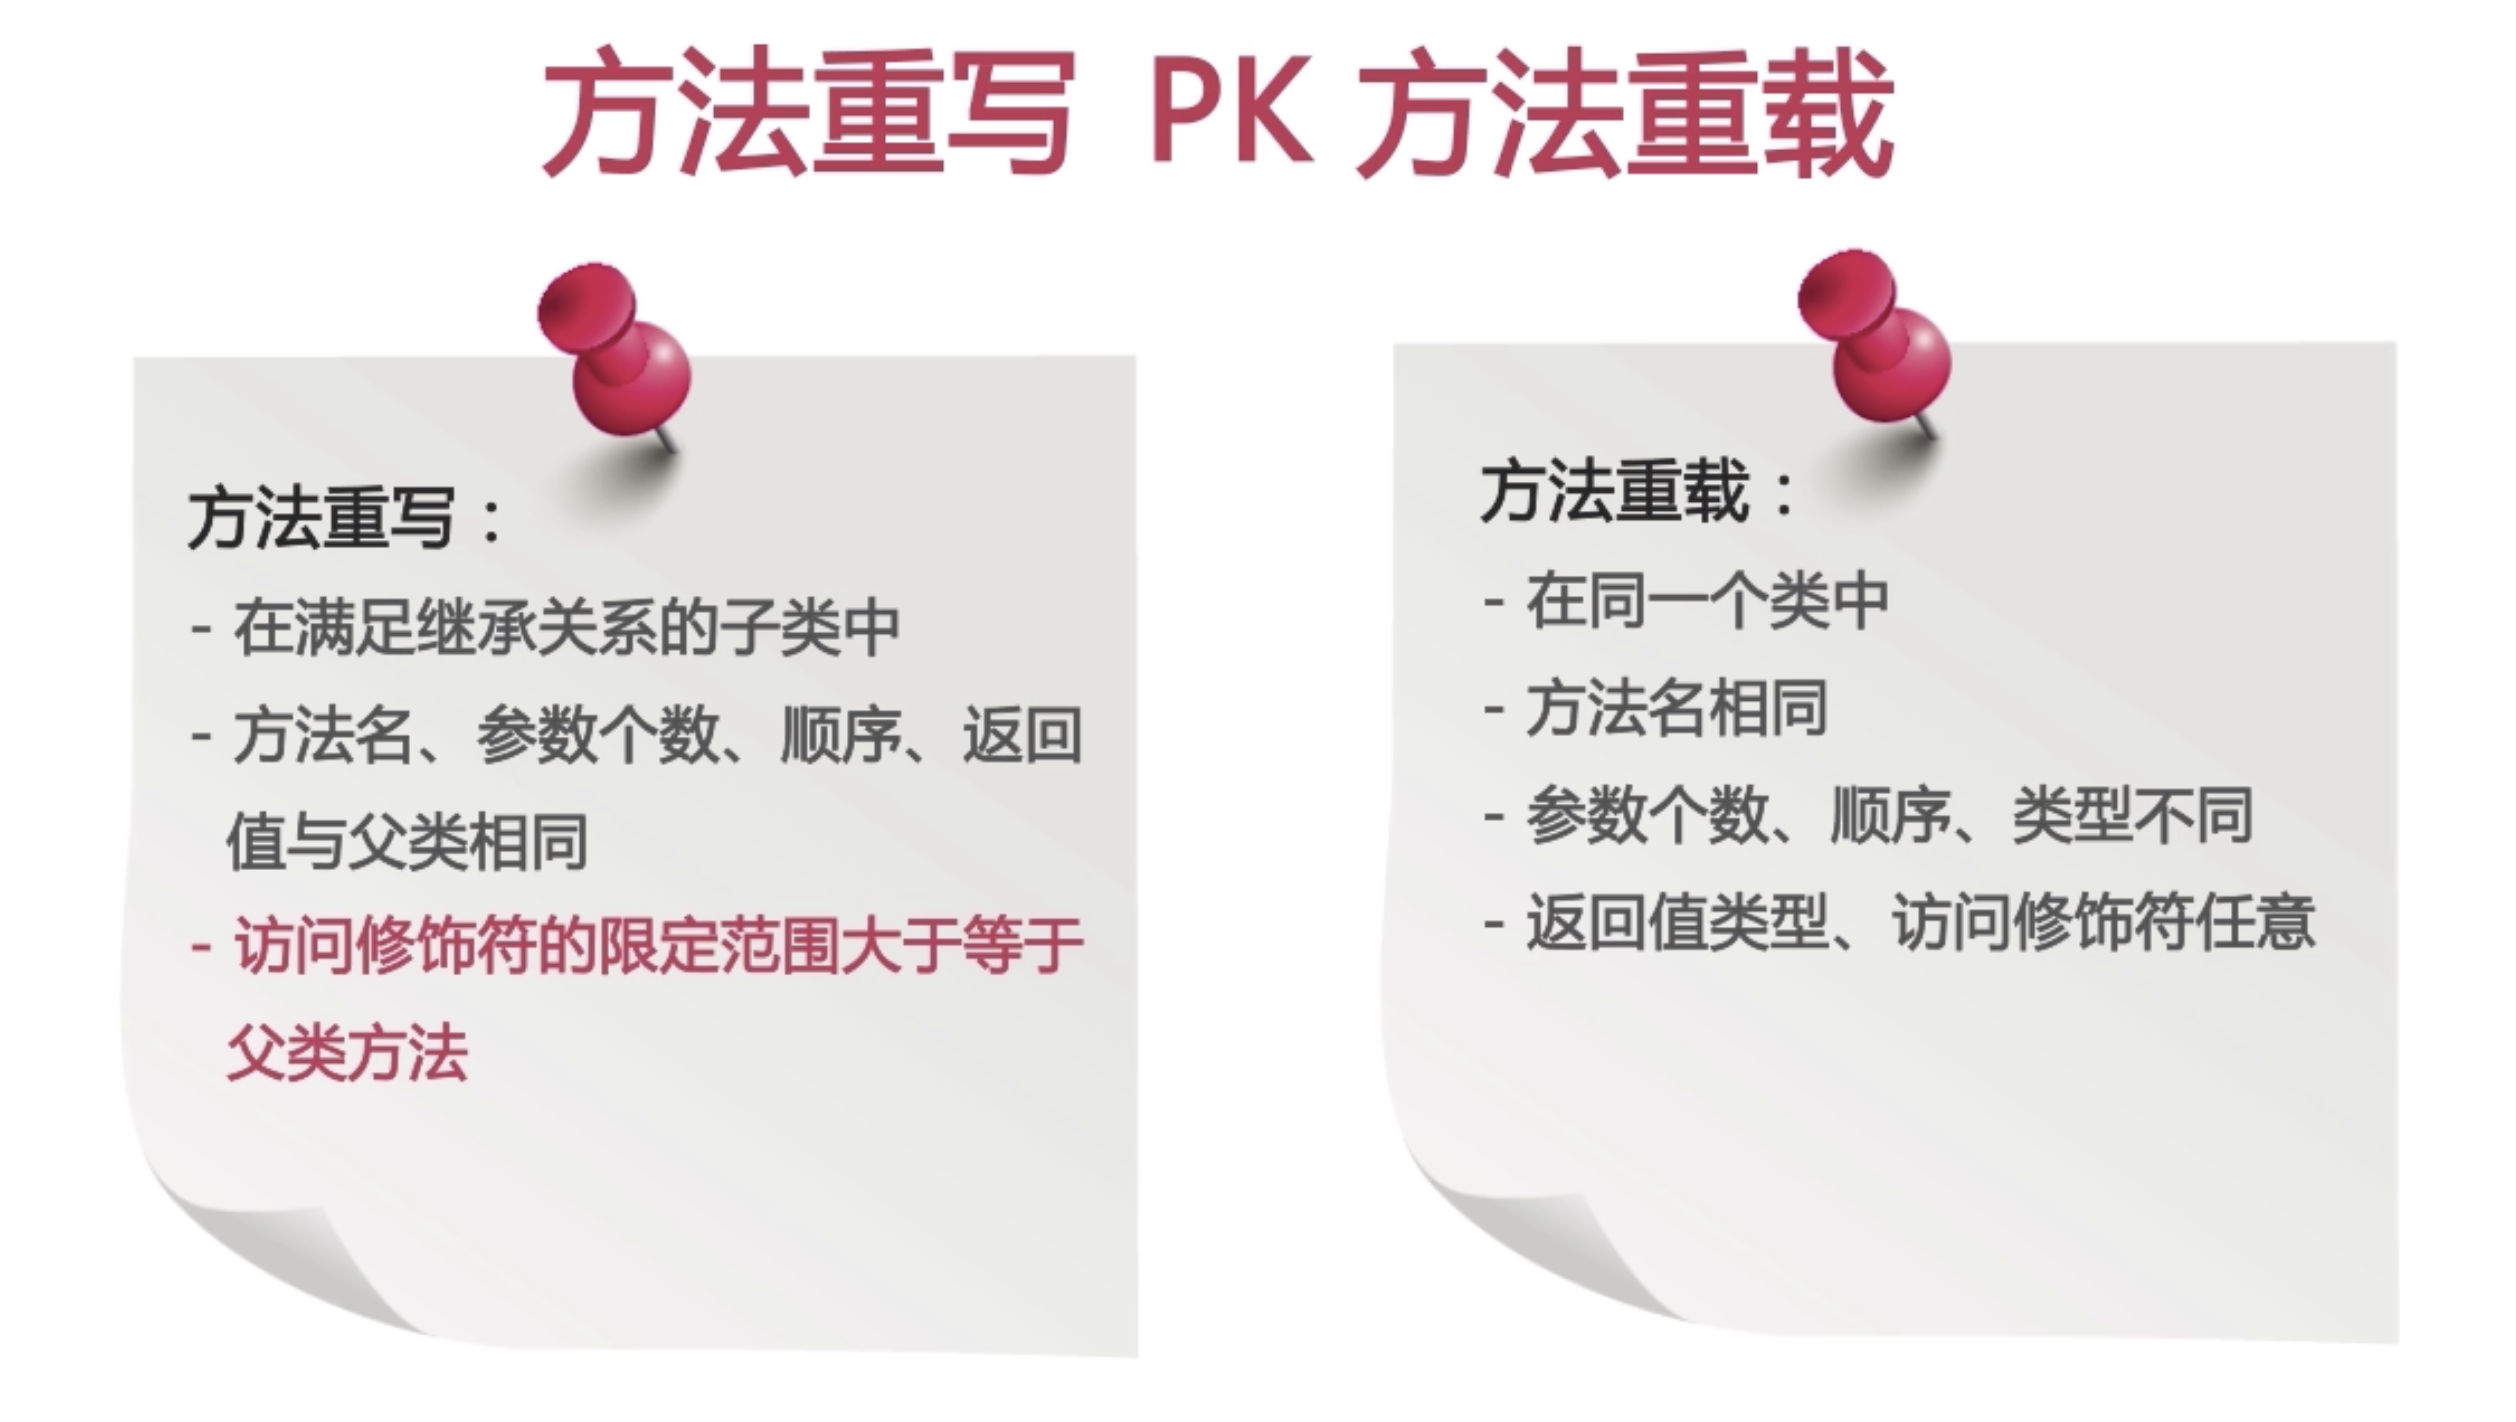 方法重写 PK 方法重载
方法重写：
- 在满足继承关系的子类中
- 方法名、参数个数、顺序、返回
值与父类相同
- 访问修饰符的限定范围大于等于
父类方法
方法重载：
- 在同一个类中
- 方法名相同
- 参数个数、顺序、类型不同
- 返回值类型、访问修饰符任意